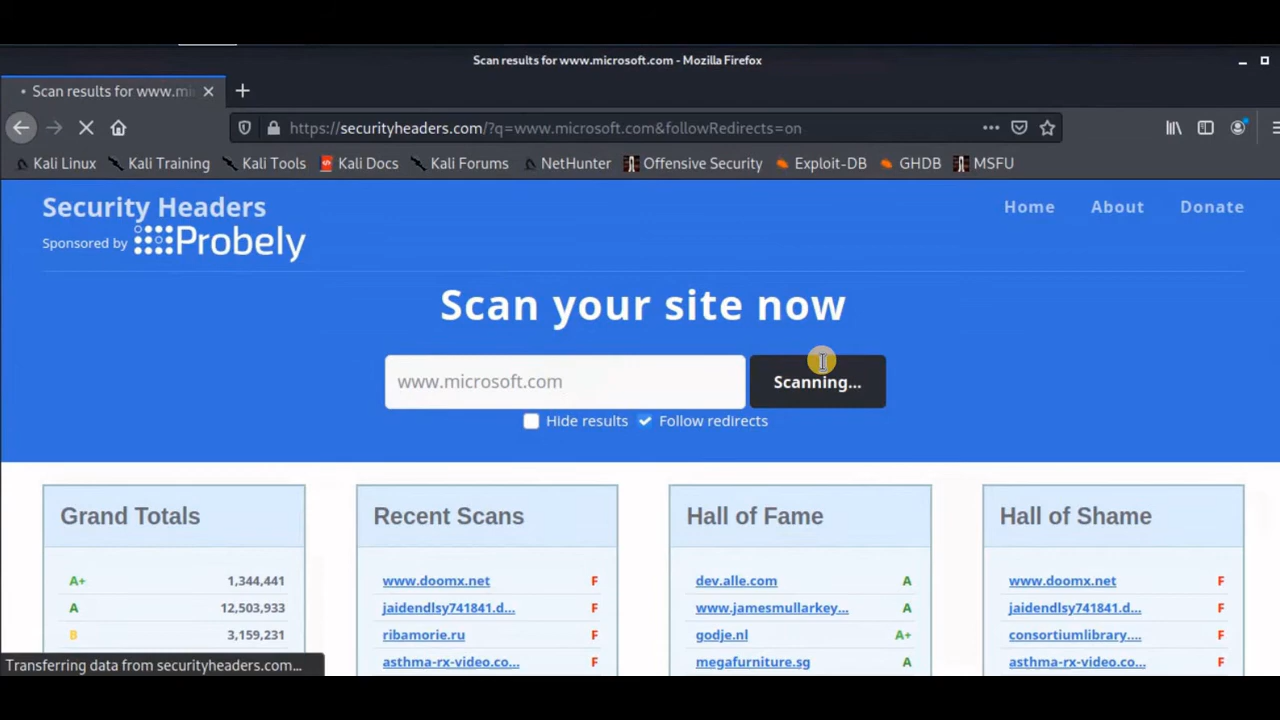 Scan results for www.microsoft.com - Mozilla Firefox
Scan results for www.mi
https://securityheaders.com/?q=www.microsoft.com&followRedirects=on
Kali Linux Kali Training Kali Tools Kali Docs Kali Forums NetHunter Offensive Security Exploit-DB GHDB MSFU
Security Headers
Sponsored by Probely
Home About Donate
Scan your site now
www.microsoft.com Scanning...
Hide results Follow redirects
Grand Totals
A+ 1,344,441
A 12,503,933
B 3,159,231
Recent Scans
www.doomx.net F
jaidendlsy741841.d... F
ribamorie.ru F
asthma-rx-video.co... F
Hall of Fame
dev.alle.com A
www.jamesmullarkey... A
godje.nl A+
megafurniture.sg A
Hall of Shame
www.doomx.net F
jaidendlsy741841.d... F
consortiumlibrary.... F
asthma-rx-video.co... F
Transferring data from securityheaders.com...